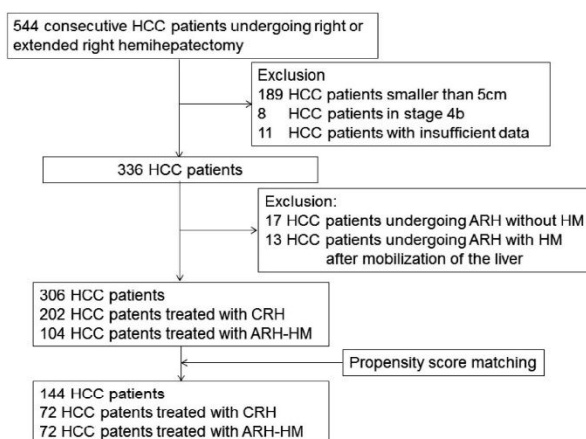 544 consecutive HCC patients undergoing right or
extended right hemihepatectomy
Exclusion
189 HCC patients smaller than 5cm
8 HCC patients in stage 4b
11 HCC patients with insufficient data
336 HCC patients
Exclusion:
17 HCC patients undergoing ARH without HM
13 HCC patients undergoing ARH with HM
after mobilization of the liver
306 HCC patients
202 HCC patents treated with CRH
104 HCC patents treated with ARH-HM
Propensity score matching
144 HCC patients
72 HCC patents treated with CRH
72 HCC patents treated with ARH-HM